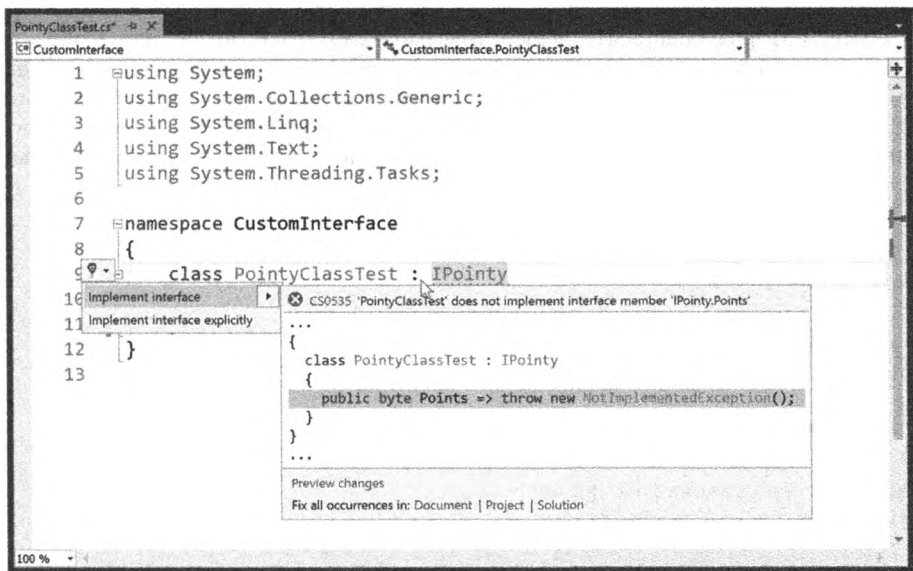 PointyClassTest.cs*
C# CustomInterface
CustomInterface.PointyClassTest
1 using System;
2 using System.Collections.Generic;
3 using System.Linq;
4 using System.Text;
5 using System.Threading.Tasks;
6
7 namespace CustomInterface
8 {
9 class PointyClassTest : IPointy
10
Implement interface
CS0535 'PointyClassTest' does not implement interface member 'IPointy.Points'
11
Implement interface explicitly
12 }
13
...
{
class PointyClassTest : IPointy
{
public byte Points => throw new NotImplementedException();
}
}
...
Preview changes
Fix all occurrences in: Document | Project | Solution
100 %